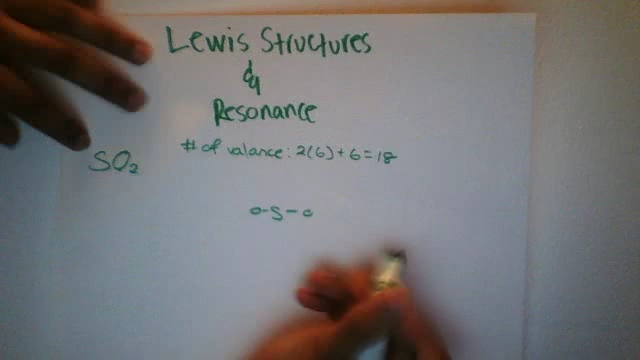 Lewis Structures
&
Resonance
# of valance: 2(6) + 6 = 18
SO₂
O-S-O